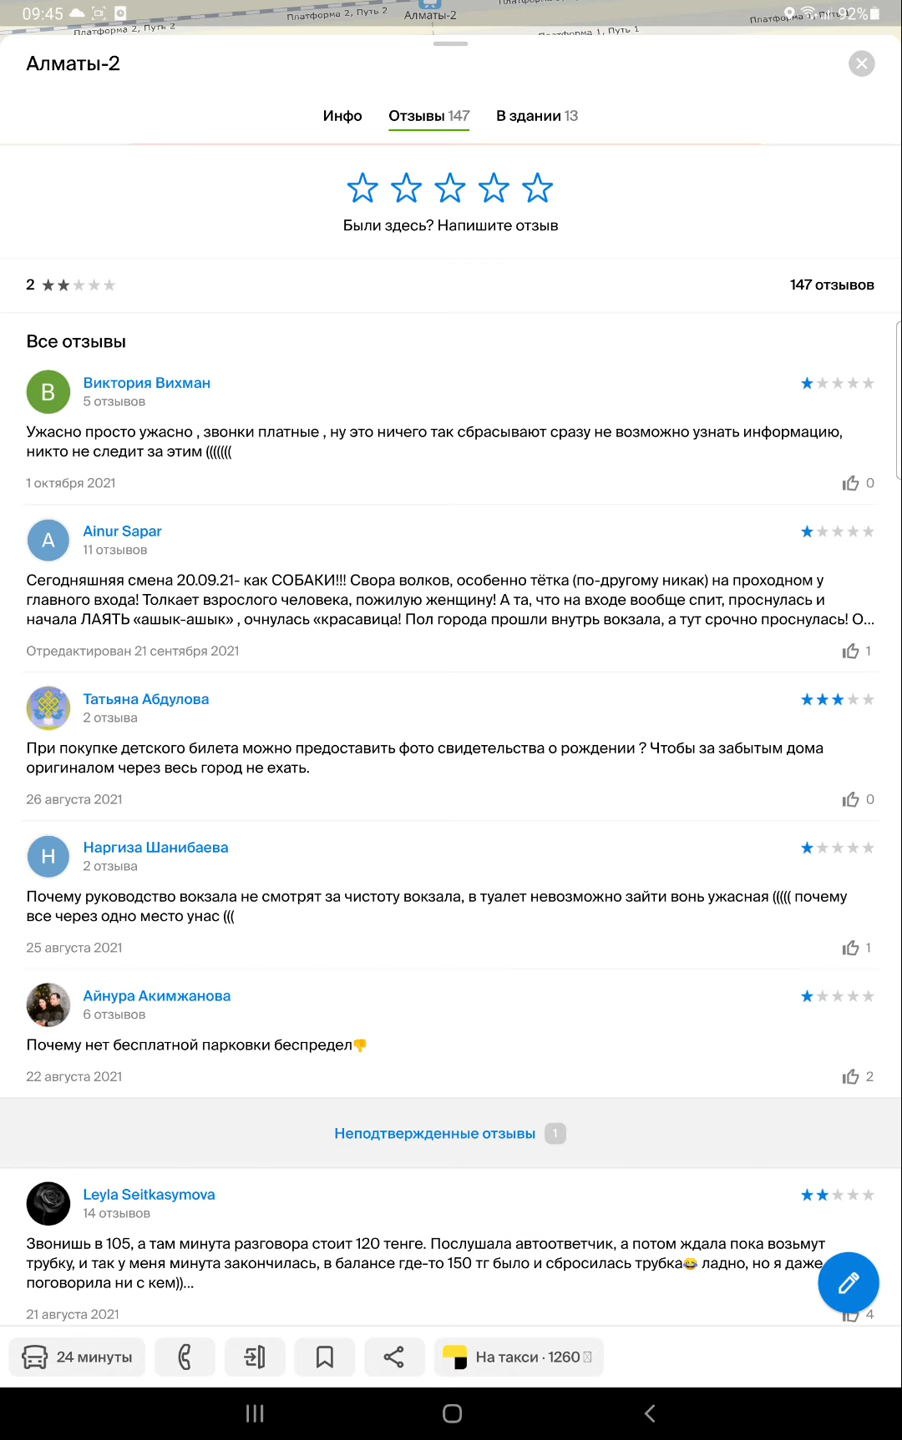 09:45
92%
Платформа 2, Путь 2
Платформа 2, Путь 2
Алматы-2
Платформа 1, Путь 1
Алматы-2
Инфо
Отзывы 147
В здании 13
Были здесь? Напишите отзыв
2
147 отзывов
Все отзывы
В
Виктория Вихман
5 отзывов
Ужасно просто ужасно , звонки платные , ну это ничего так сбрасывают сразу не возможно узнать информацию,
никто не следит за этим (((((((
1 октября 2021
0
A
Ainur Sapar
11 отзывов
Сегодняшняя смена 20.09.21- как СОБАКИ!!! Свора волков, особенно тётка (по-другому никак) на проходном у
главного входа! Толкает взрослого человека, пожилую женщину! А та, что на входе вообще спит, проснулась и
начала ЛАЯТЬ «ашык-ашык» , очнулась «красавица! Пол города прошли внутрь вокзала, а тут срочно проснулась! О...
Отредактирован 21 сентября 2021
1
Татьяна Абдулова
2 отзыва
При покупке детского билета можно предоставить фото свидетельства о рождении ? Чтобы за забытым дома
оригиналом через весь город не ехать.
26 августа 2021
0
Н
Наргиза Шанибаева
2 отзыва
Почему руководство вокзала не смотрят за чистоту вокзала, в туалет невозможно зайти вонь ужасная ((((( почему
все через одно место унас (((
25 августа 2021
1
Айнура Акимжанова
6 отзывов
Почему нет бесплатной парковки беспредел👎
22 августа 2021
2
Неподтвержденные отзывы 1
Leyla Seitkasymova
14 отзывов
Звонишь в 105, а там минута разговора стоит 120 тенге. Послушала автоответчик, а потом ждала пока возьмут
трубку, и так у меня минута закончилась, в балансе где-то 150 тг было и сбросилась трубка😂 ладно, но я даже
поговорила ни с кем))...
21 августа 2021
4
24 минуты
На такси · 1260